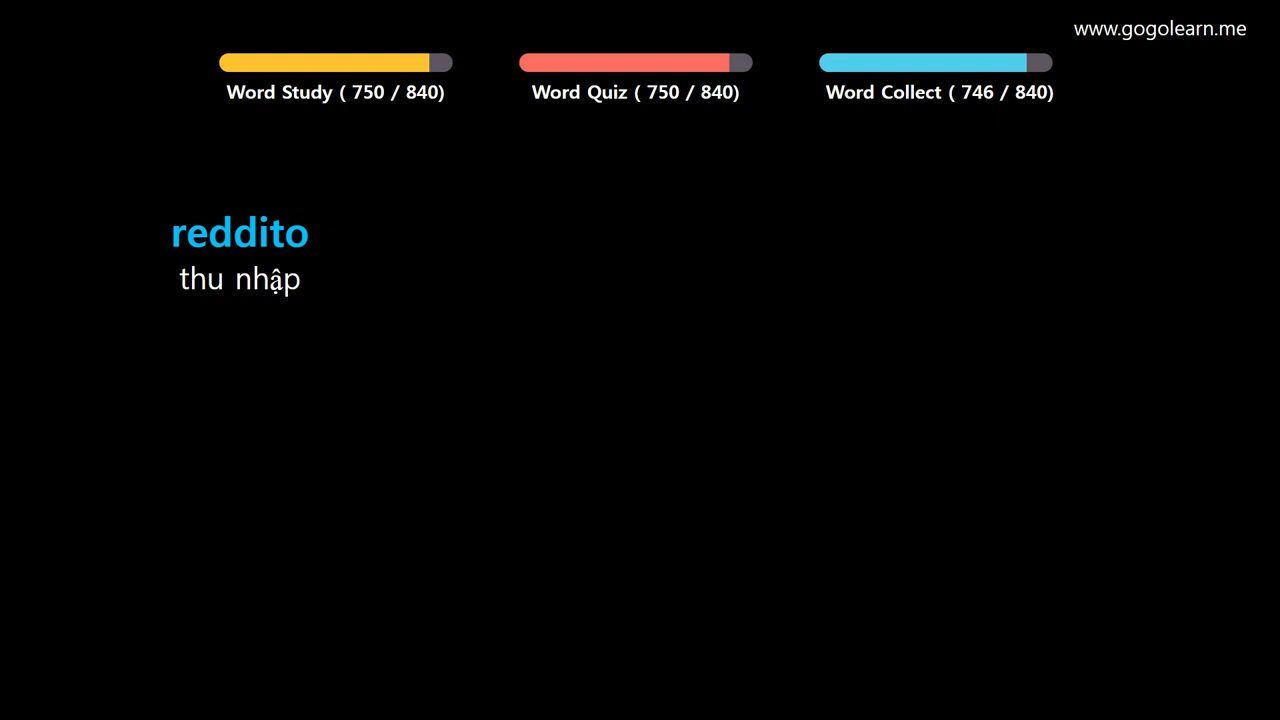 www.gogolearn.me
Word Study ( 750 / 840)
Word Quiz ( 750 / 840)
Word Collect ( 746 / 840)
reddito
thu nhập